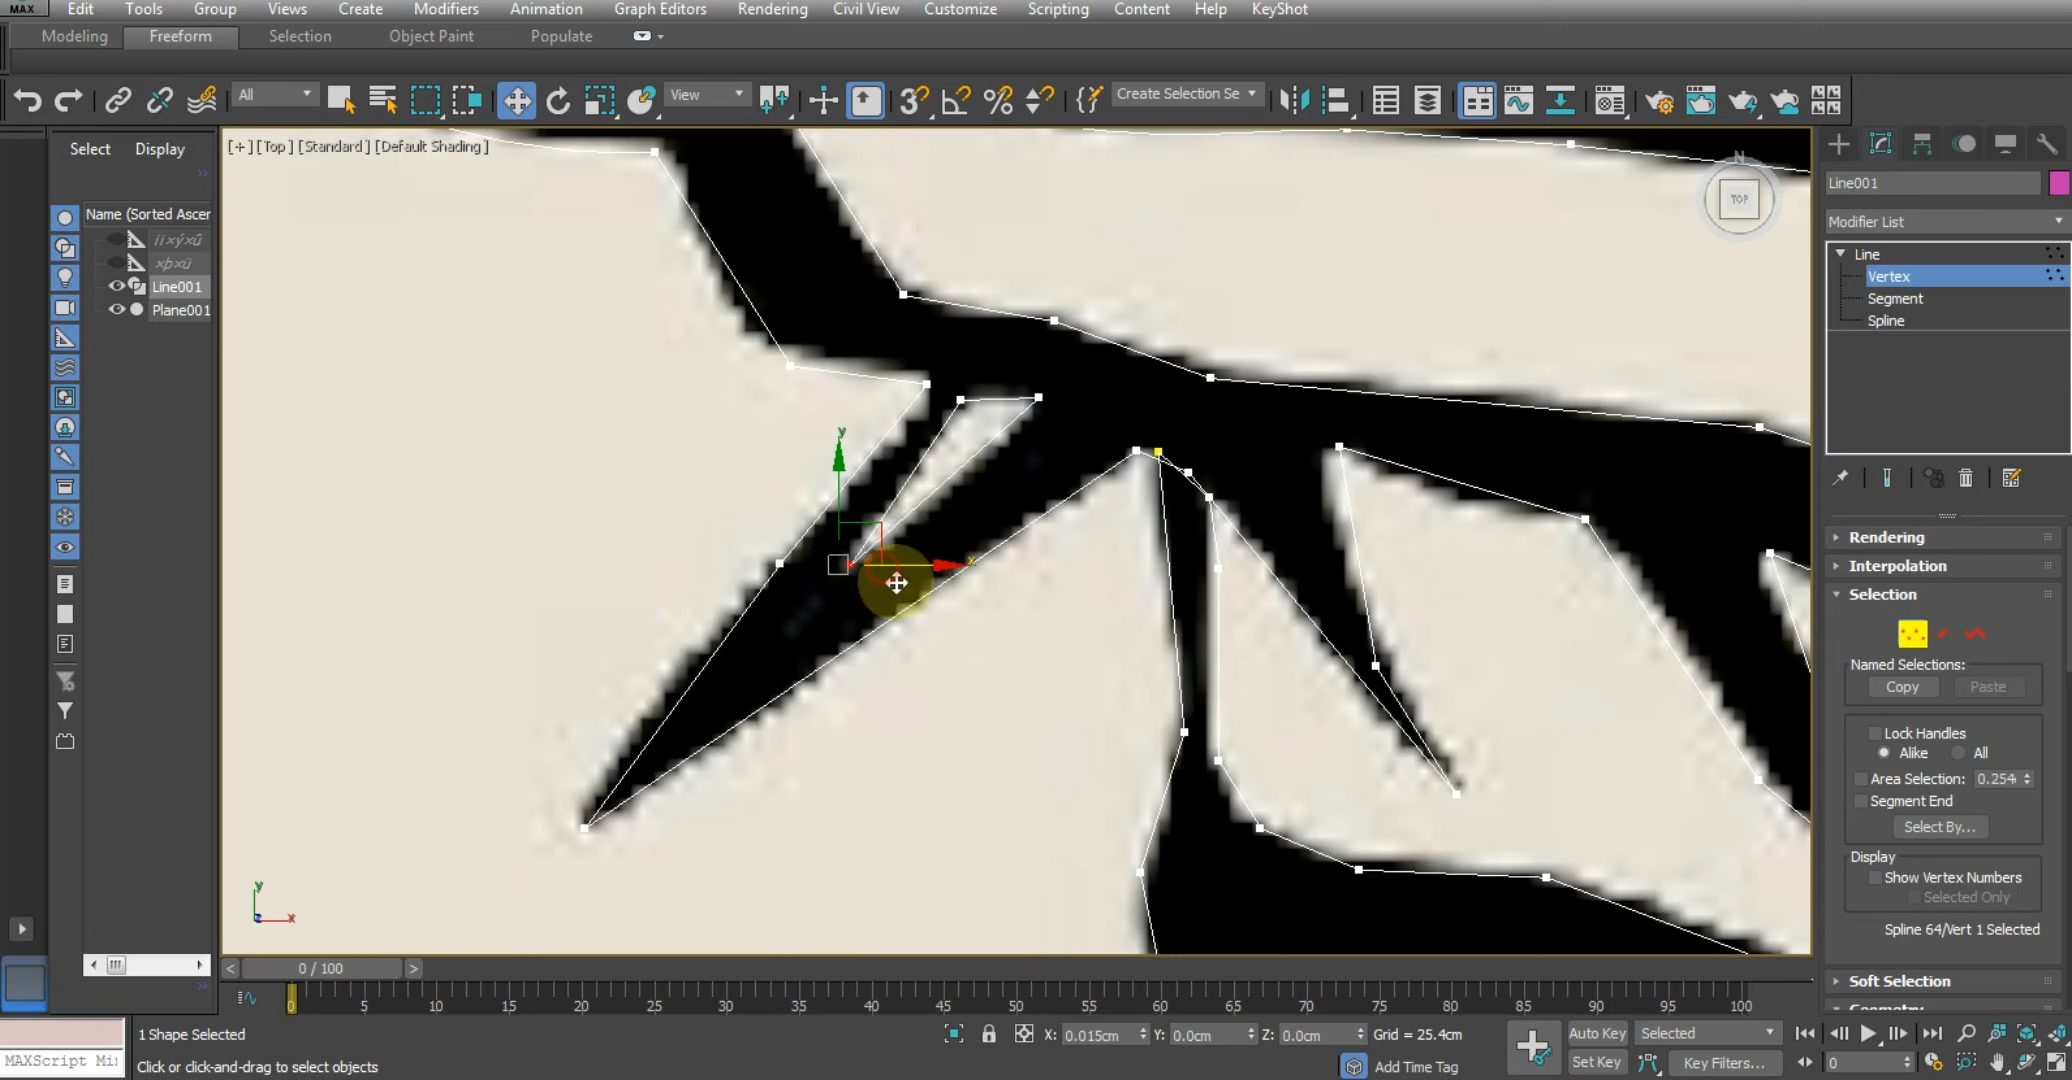 MAX Edit Tools Group Views Create Modifiers Animation Graph Editors Rendering Civil View Customize Scripting Content Help KeyShot
Modeling Freeform Selection Object Paint Populate
All View Create Selection Se
Select Display
[+] [Top] [Standard] [Default Shading]
N
TOP
Line001
Name (Sorted Ascer
Modifier List
Line
Vertex
Line001
Segment
Plane001
Spline
y
x
Rendering
Interpolation
Selection
Named Selections:
Copy Paste
Lock Handles
Alike All
Area Selection: 0.254
Segment End
Select By...
Display
Show Vertex Numbers
Selected Only
Spline 64/Vert 1 Selected
y
z x
< 0 / 100 >
Soft Selection
0 5 10 15 20 25 30 35 40 45 50 55 60 65 70 75 80 85 90 95 100
Geometry
1 Shape Selected X: 0.015cm Y: 0.0cm Z: 0.0cm Grid = 25.4cm Auto Key Selected
MAXScript Mi Click or click-and-drag to select objects Add Time Tag Set Key Key Filters... 0